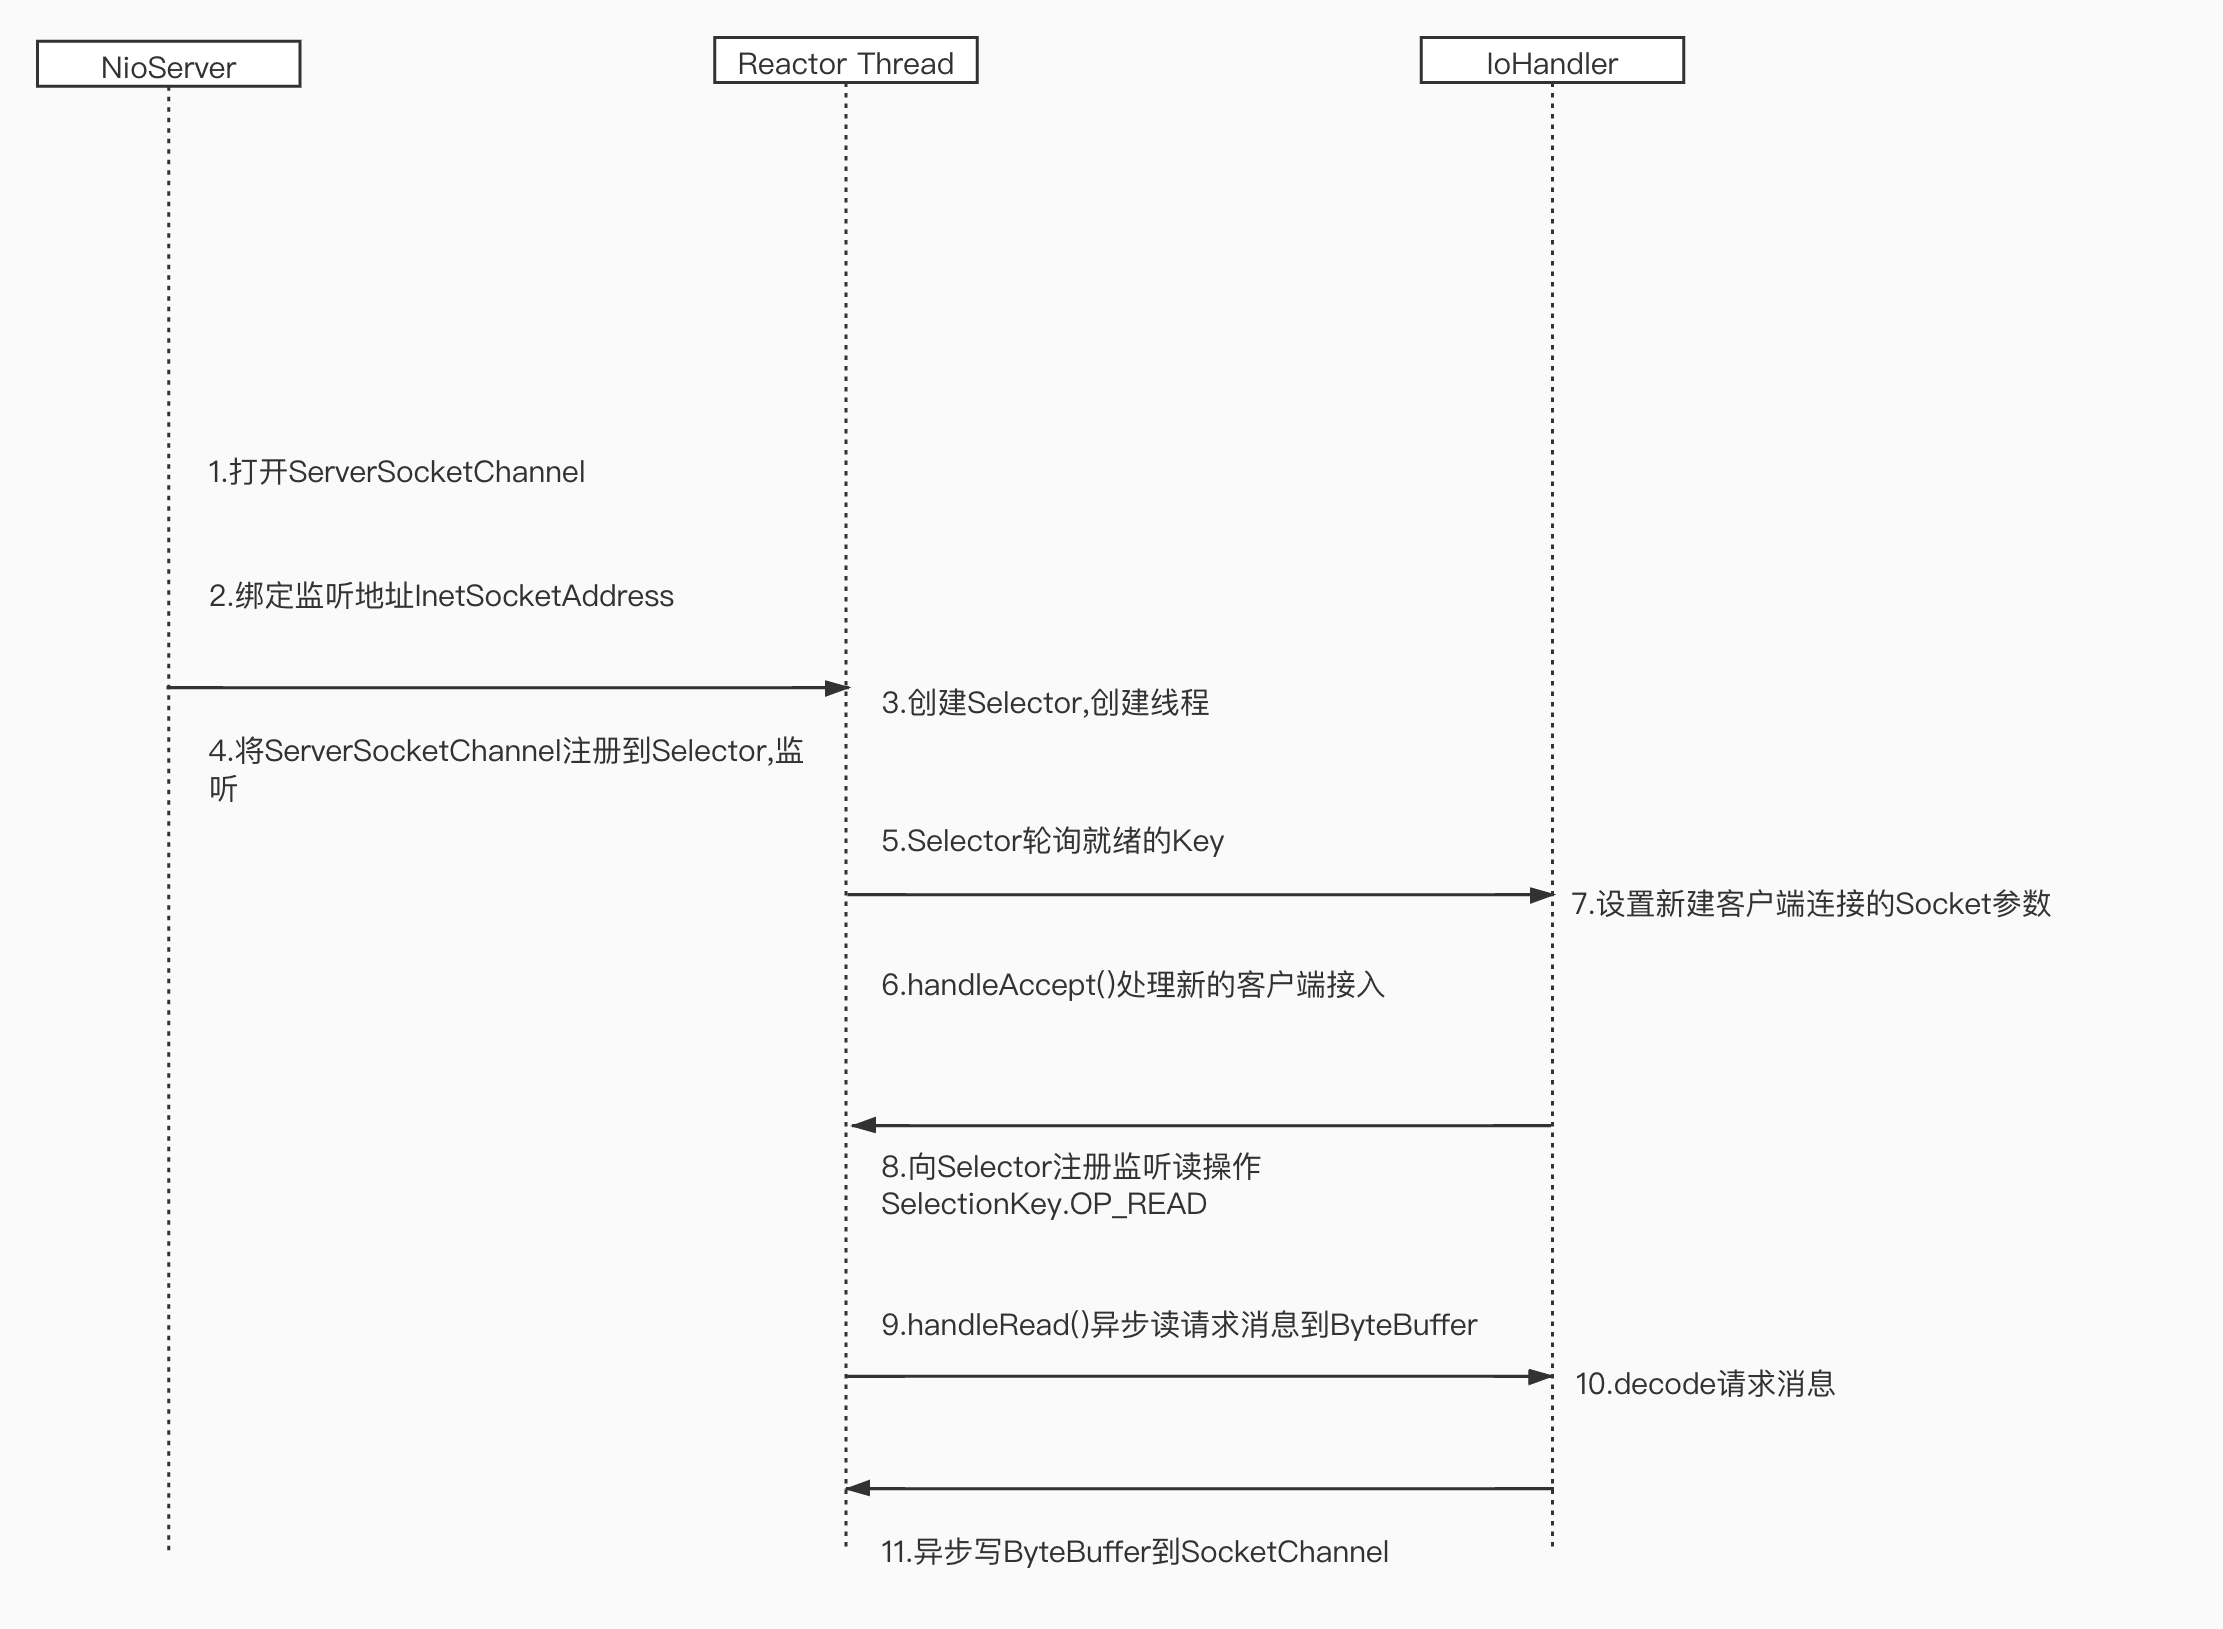 NioServer
Reactor Thread
IoHandler
1.打开ServerSocketChannel
2.绑定监听地址InetSocketAddress
3.创建Selector,创建线程
4.将ServerSocketChannel注册到Selector,监
听
5.Selector轮询就绪的Key
7.设置新建客户端连接的Socket参数
6.handleAccept()处理新的客户端接入
8.向Selector注册监听读操作
SelectionKey.OP_READ
9.handleRead()异步读请求消息到ByteBuffer
10.decode请求消息
11.异步写ByteBuffer到SocketChannel